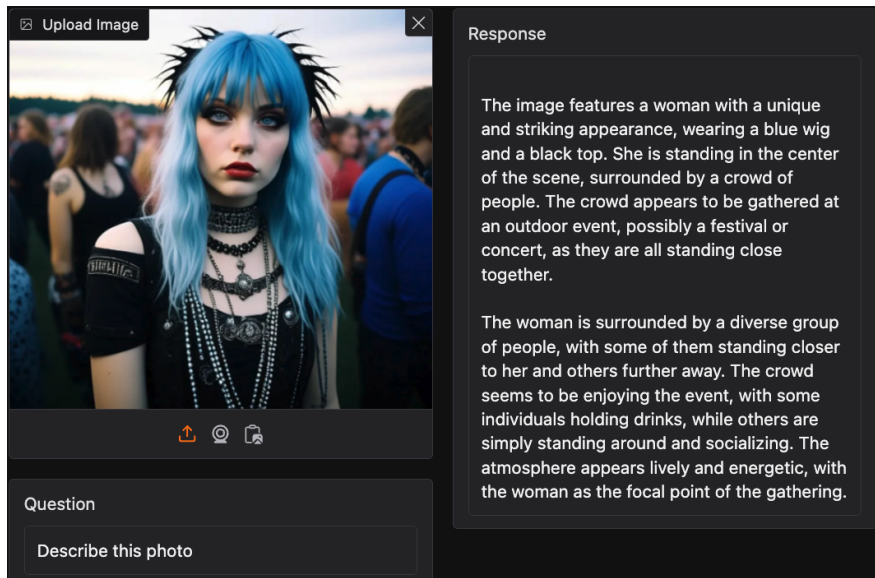 Upload Image
Response
The image features a woman with a unique
and striking appearance, wearing a blue wig
and a black top. She is standing in the center
of the scene, surrounded by a crowd of
people. The crowd appears to be gathered at
an outdoor event, possibly a festival or
concert, as they are all standing close
together.
The woman is surrounded by a diverse group
of people, with some of them standing closer
to her and others further away. The crowd
seems to be enjoying the event, with some
individuals holding drinks, while others are
simply standing around and socializing. The
atmosphere appears lively and energetic, with
the woman as the focal point of the gathering.
Question
Describe this photo